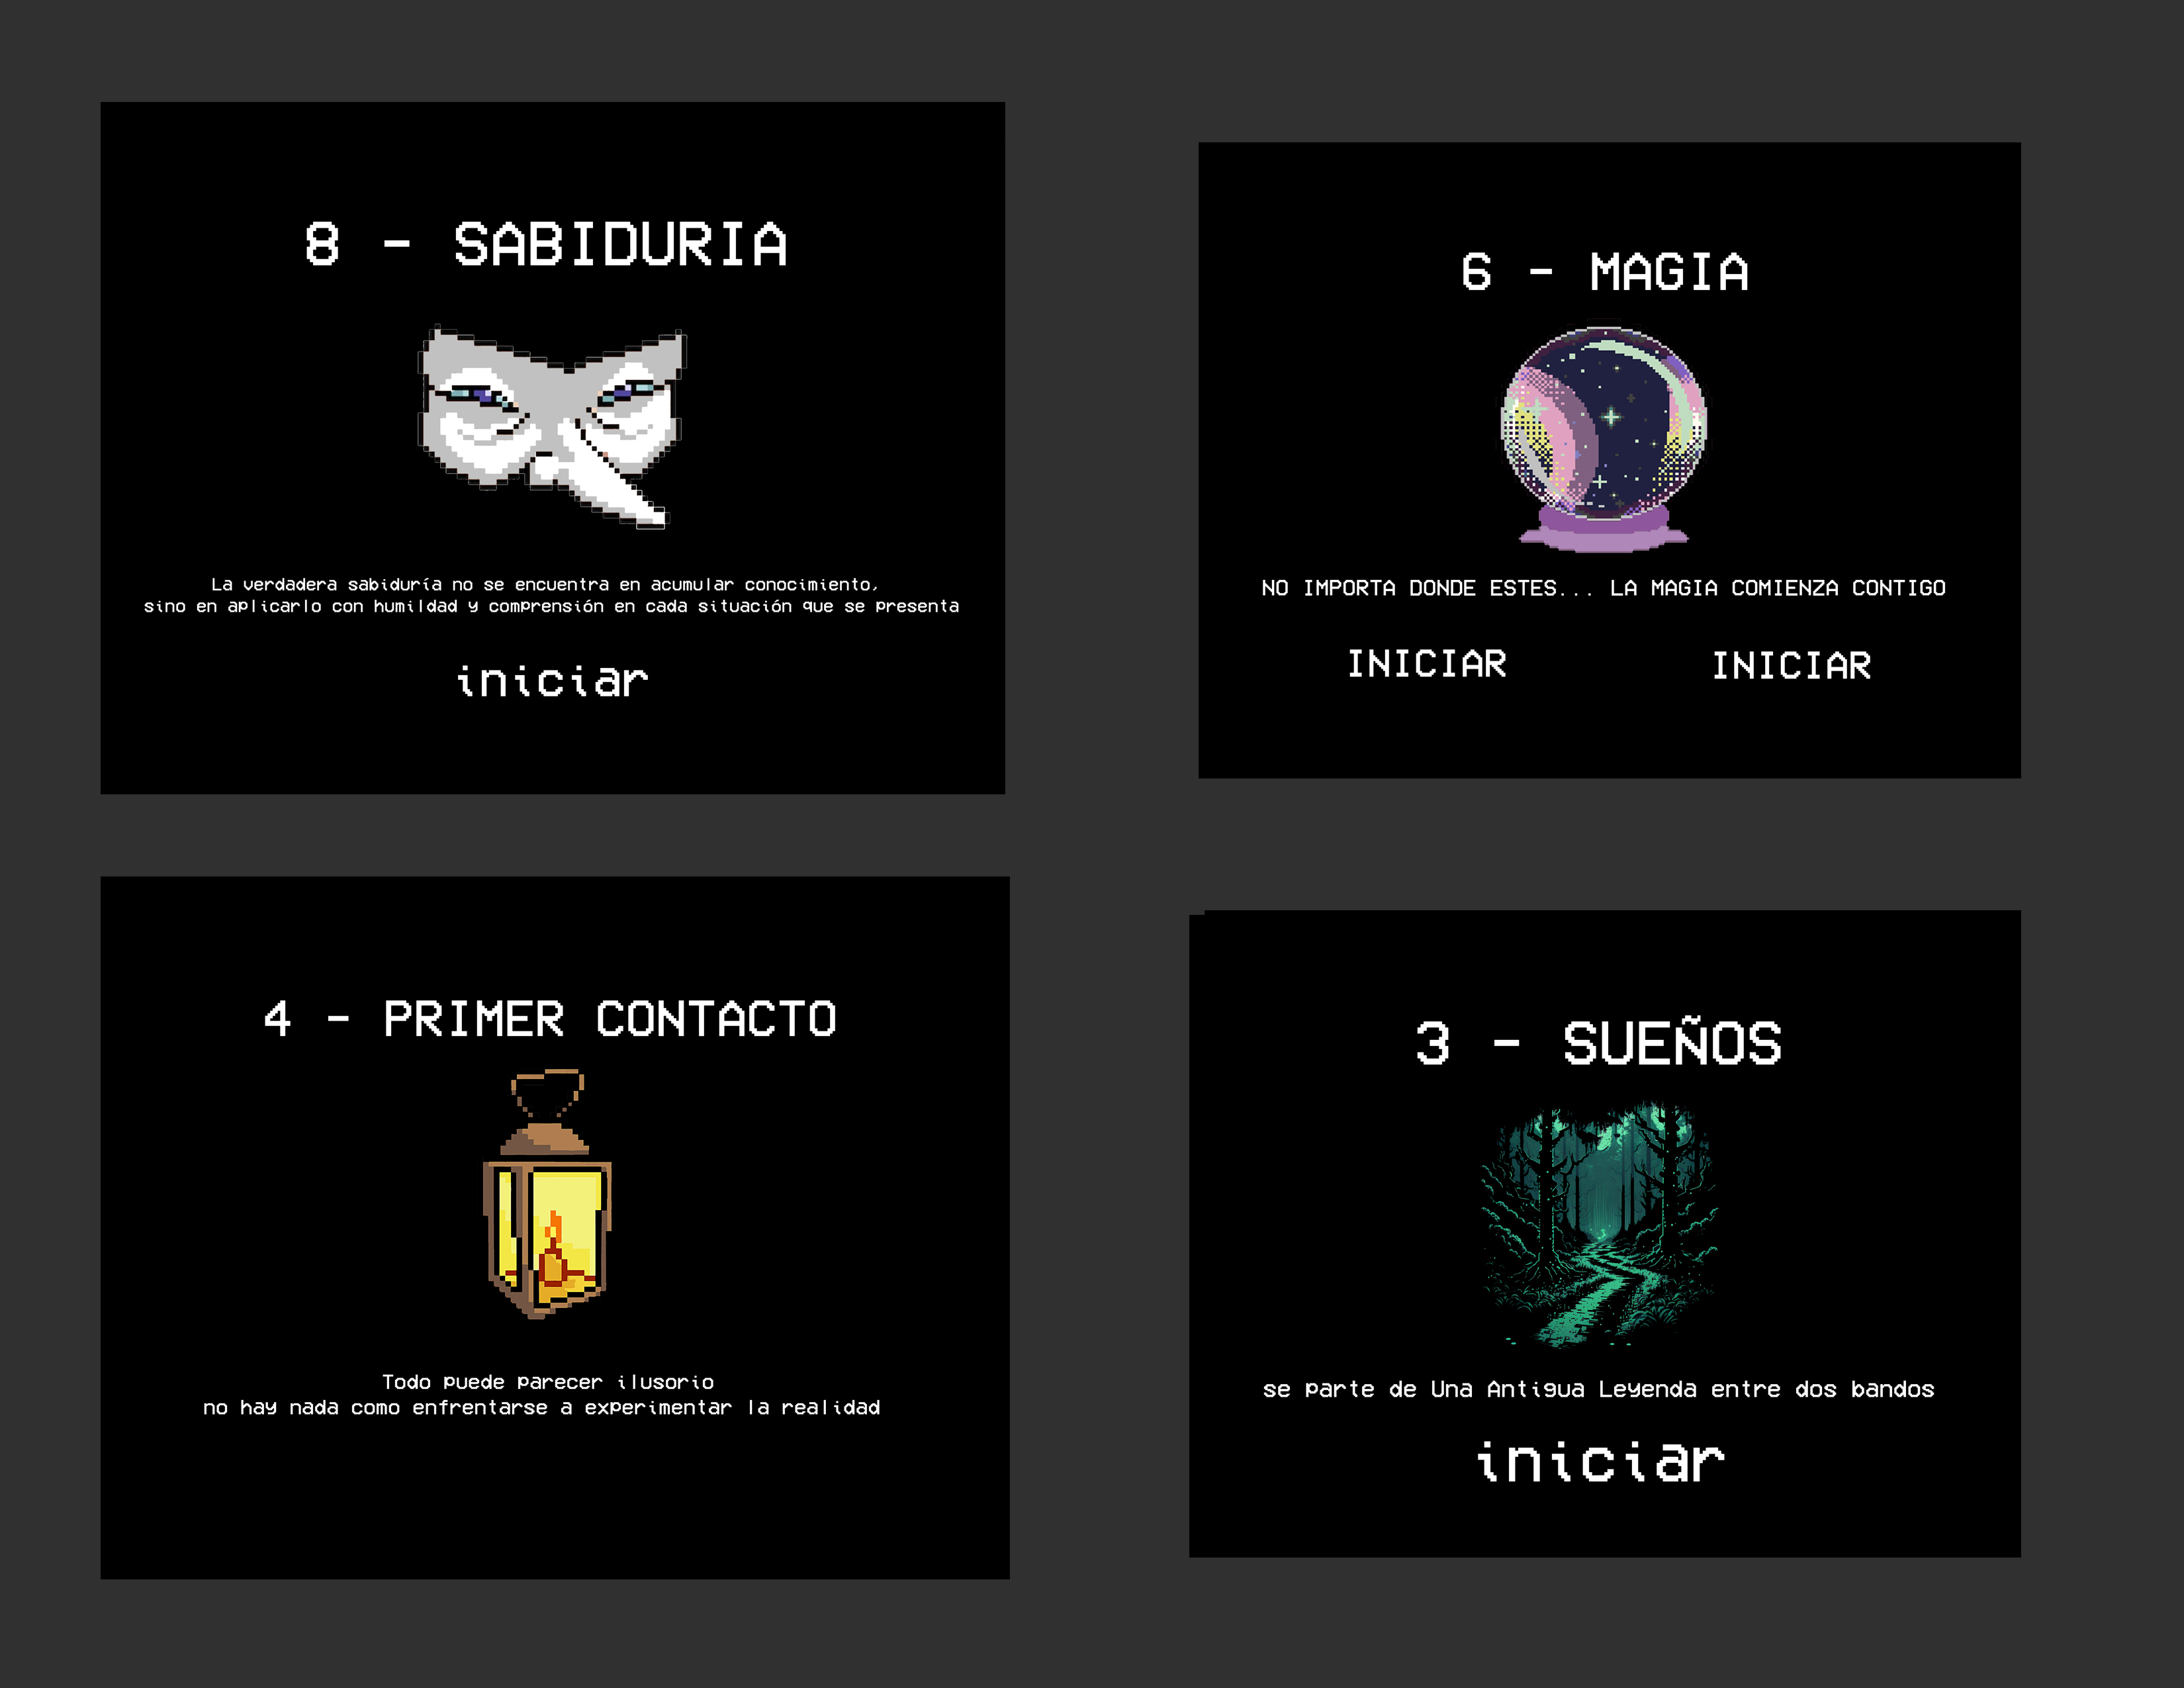 8 - SABIDURIA
La verdadera sabiduría no se encuentra en acumular conocimiento,
sino en aplicarlo con humildad y comprensión en cada situación que se presenta
iniciar
6 - MAGIA
NO IMPORTA DONDE ESTES... LA MAGIA COMIENZA CONTIGO
INICIAR INICIAR
4 - PRIMER CONTACTO
Todo puede parecer ilusorio
no hay nada como enfrentarse a experimentar la realidad
3 - SUEÑOS
se parte de Una Antigua Leyenda entre dos bandos
iniciar